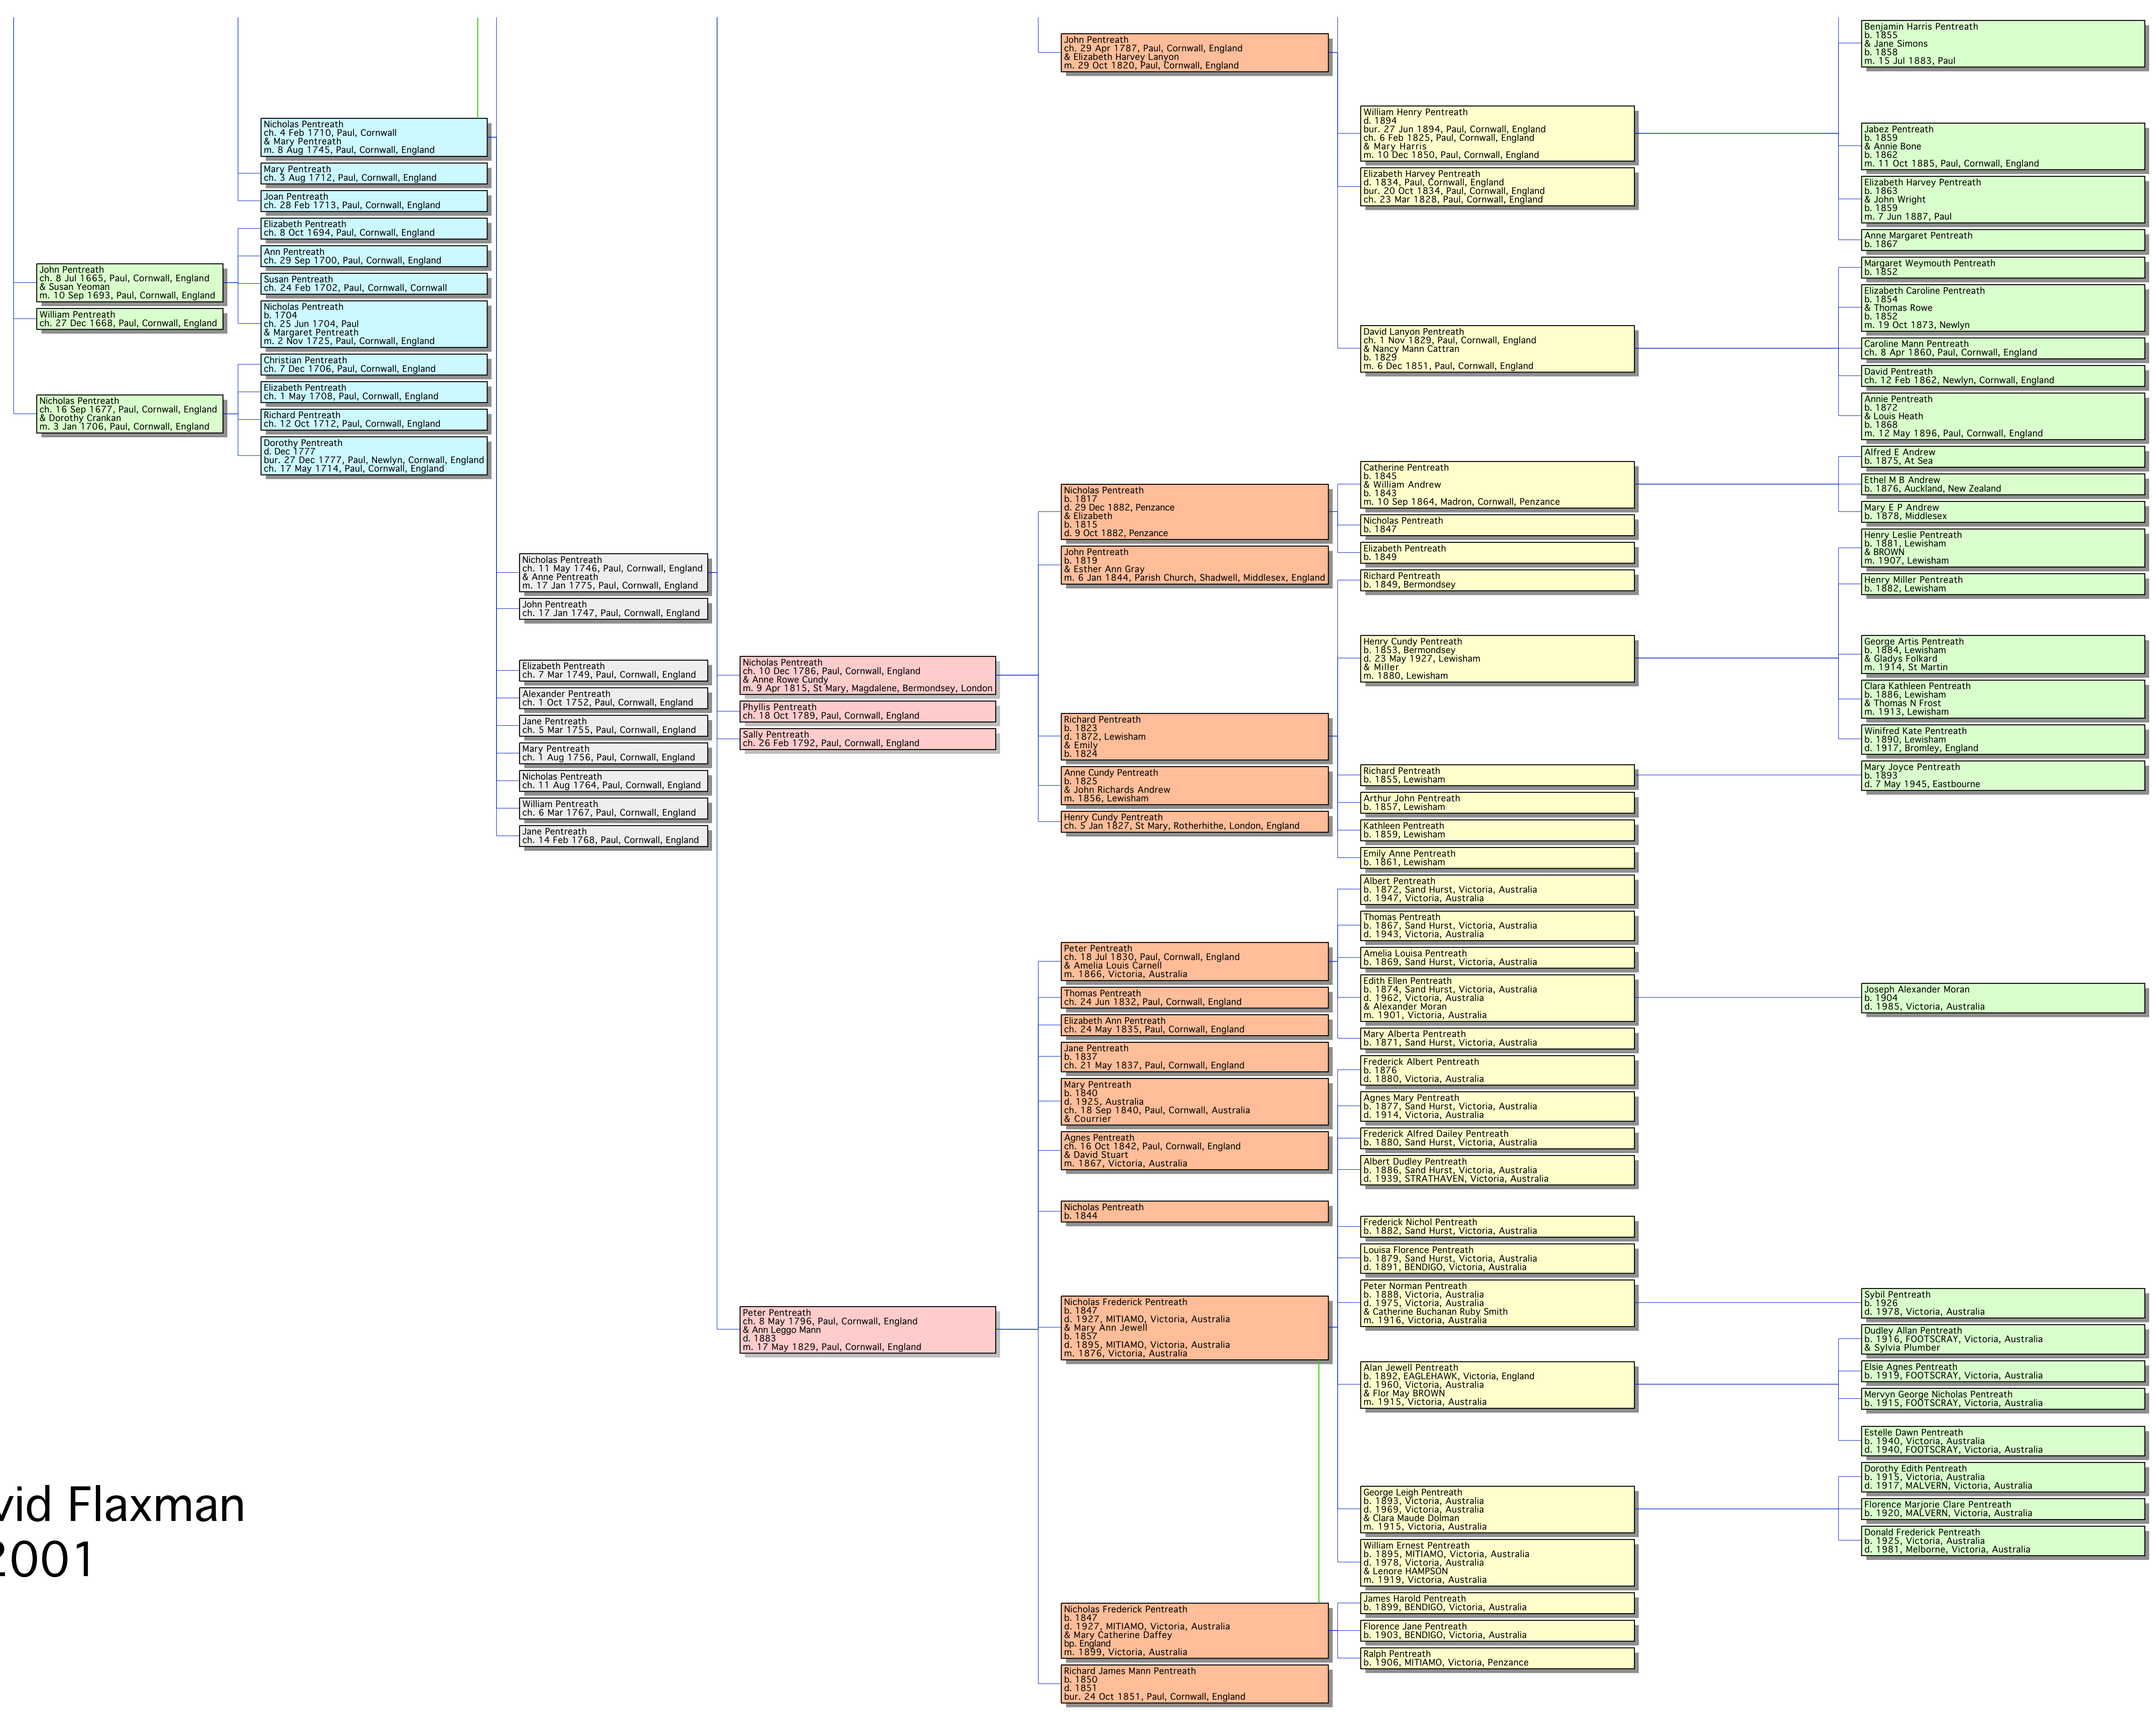 John Pentreath
ch. 8 Jul 1665, Paul, Cornwall, England
& Susan Yeoman
m. 10 Sep 1693, Paul, Cornwall, England
William Pentreath
ch. 27 Dec 1668, Paul, Cornwall, England
Nicholas Pentreath
ch. 16 Sep 1677, Paul, Cornwall, England
& Dorothy Crankan
m. 3 Jan 1706, Paul, Cornwall, England
vid Flaxman
2001
Nicholas Pentreath
ch. 4 Feb 1710, Paul, Cornwall
& Mary Pentreath
m. 8 Aug 1745, Paul, Cornwall, England
Mary Pentreath
ch. 3 Aug 1712, Paul, Cornwall, England
Joan Pentreath
ch. 28 Feb 1713, Paul, Cornwall, England
Elizabeth Pentreath
ch. 8 Oct 1694, Paul, Cornwall, England
Ann Pentreath
ch. 29 Sep 1700, Paul, Cornwall, England
Susan Pentreath
ch. 24 Feb 1702, Paul, Cornwall, Cornwall
Nicholas Pentreath
b. 1704
ch. 25 Jun 1704, Paul
& Margaret Pentreath
m. 2 Nov 1725, Paul, Cornwall, England
Christian Pentreath
ch. 7 Dec 1706, Paul, Cornwall, England
Elizabeth Pentreath
ch. 1 May 1708, Paul, Cornwall, England
Richard Pentreath
ch. 12 Oct 1712, Paul, Cornwall, England
Dorothy Pentreath
d. Dec 1777
bur. 27 Dec 1777, Paul, Newlyn, Cornwall, England
ch. 17 May 1714, Paul, Cornwall, England
Nicholas Pentreath
ch. 11 May 1746, Paul, Cornwall, England
& Anne Pentreath
m. 17 Jan 1775, Paul, Cornwall, England
John Pentreath
ch. 17 Jan 1747, Paul, Cornwall, England
Elizabeth Pentreath
ch. 7 Mar 1749, Paul, Cornwall, England
Alexander Pentreath
ch. 1 Oct 1752, Paul, Cornwall, England
Jane Pentreath
ch. 5 Mar 1755, Paul, Cornwall, England
Mary Pentreath
ch. 1 Aug 1756, Paul, Cornwall, England
Nicholas Pentreath
ch. 11 Aug 1764, Paul, Cornwall, England
William Pentreath
ch. 6 Mar 1767, Paul, Cornwall, England
Jane Pentreath
ch. 14 Feb 1768, Paul, Cornwall, England
Nicholas Pentreath
ch. 10 Dec 1786, Paul, Cornwall, England
& Anne Rowe Cundy
m. 9 Apr 1815, St Mary, Magdalene, Bermondsey, London
Phyllis Pentreath
ch. 18 Oct 1789, Paul, Cornwall, England
Sally Pentreath
ch. 26 Feb 1792, Paul, Cornwall, England
Peter Pentreath
ch. 8 May 1796, Paul, Cornwall, England
& Ann Leggo Mann
d. 1883
m. 17 May 1829, Paul, Cornwall, England
John Pentreath
ch. 29 Apr 1787, Paul, Cornwall, England
& Elizabeth Harvey Lanyon
m. 29 Oct 1820, Paul, Cornwall, England
Nicholas Pentreath
b. 1817
d. 29 Dec 1882, Penzance
& Elizabeth
b. 1815
d. 9 Oct 1882, Penzance
John Pentreath
b. 1819
& Esther Ann Gray
m. 6 Jan 1844, Parish Church, Shadwell, Middlesex, England
Richard Pentreath
b. 1823
d. 1872, Lewisham
& Emily
b. 1824
Anne Cundy Pentreath
b. 1825
& John Richards Andrew
m. 1856, Lewisham
Henry Cundy Pentreath
ch. 5 Jan 1827, St Mary, Rotherhithe, London, England
Peter Pentreath
ch. 18 Jul 1830, Paul, Cornwall, England
& Amelia Louis Carnell
m. 1866, Victoria, Australia
Thomas Pentreath
ch. 24 Jun 1832, Paul, Cornwall, England
Elizabeth Ann Pentreath
ch. 24 May 1835, Paul, Cornwall, England
Jane Pentreath
b. 1837
ch. 21 May 1837, Paul, Cornwall, England
Mary Pentreath
b. 1840
d. 1925, Australia
ch. 18 Sep 1840, Paul, Cornwall, Australia
& Courrier
Agnes Pentreath
ch. 16 Oct 1842, Paul, Cornwall, England
& David Stuart
m. 1867, Victoria, Australia
Nicholas Pentreath
b. 1844
Nicholas Frederick Pentreath
b. 1847
d. 1927, MITIAMO, Victoria, Australia
& Mary Ann Jewell
b. 1857
d. 1895, MITIAMO, Victoria, Australia
m. 1876, Victoria, Australia
Nicholas Frederick Pentreath
b. 1847
d. 1927, MITIAMO, Victoria, Australia
& Mary Catherine Daffey
bp. England
m. 1899, Victoria, Australia
Richard James Mann Pentreath
b. 1850
d. 1851
bur. 24 Oct 1851, Paul, Cornwall, England
William Henry Pentreath
d. 1894
bur. 27 Jun 1894, Paul, Cornwall, England
ch. 6 Feb 1825, Paul, Cornwall, England
& Mary Harris
m. 10 Dec 1850, Paul, Cornwall, England
Elizabeth Harvey Pentreath
d. 1834, Paul, Cornwall, England
bur. 20 Oct 1834, Paul, Cornwall, England
ch. 23 Mar 1828, Paul, Cornwall, England
David Lanyon Pentreath
ch. 1 Nov 1829, Paul, Cornwall, England
& Nancy Mann Cattran
b. 1829
m. 6 Dec 1851, Paul, Cornwall, England
Catherine Pentreath
b. 1845
& William Andrew
b. 1843
m. 10 Sep 1864, Madron, Cornwall, Penzance
Nicholas Pentreath
b. 1847
Elizabeth Pentreath
b. 1849
Richard Pentreath
b. 1849, Bermondsey
Henry Cundy Pentreath
b. 1853, Bermondsey
d. 23 May 1927, Lewisham
& Miller
m. 1880, Lewisham
Richard Pentreath
b. 1855, Lewisham
Arthur John Pentreath
b. 1857, Lewisham
Kathleen Pentreath
b. 1859, Lewisham
Emily Anne Pentreath
b. 1861, Lewisham
Albert Pentreath
b. 1872, Sand Hurst, Victoria, Australia
d. 1947, Victoria, Australia
Thomas Pentreath
b. 1867, Sand Hurst, Victoria, Australia
d. 1943, Victoria, Australia
Amelia Louisa Pentreath
b. 1869, Sand Hurst, Victoria, Australia
Edith Ellen Pentreath
b. 1874, Sand Hurst, Victoria, Australia
d. 1962, Victoria, Australia
& Alexander Moran
m. 1901, Victoria, Australia
Mary Alberta Pentreath
b. 1871, Sand Hurst, Victoria, Australia
Frederick Albert Pentreath
b. 1876
d. 1880, Victoria, Australia
Agnes Mary Pentreath
b. 1877, Sand Hurst, Victoria, Australia
d. 1914, Victoria, Australia
Frederick Alfred Dailey Pentreath
b. 1880, Sand Hurst, Victoria, Australia
Albert Dudley Pentreath
b. 1886, Sand Hurst, Victoria, Australia
d. 1939, STRATHAVEN, Victoria, Australia
Frederick Nichol Pentreath
b. 1882, Sand Hurst, Victoria, Australia
Louisa Florence Pentreath
b. 1879, Sand Hurst, Victoria, Australia
d. 1891, BENDIGO, Victoria, Australia
Peter Norman Pentreath
b. 1888, Victoria, Australia
d. 1975, Victoria, Australia
& Catherine Buchanan Ruby Smith
m. 1916, Victoria, Australia
Alan Jewell Pentreath
b. 1892, EAGLEHAWK, Victoria, England
d. 1960, Victoria, Australia
& Flor May BROWN
m. 1915, Victoria, Australia
George Leigh Pentreath
b. 1893, Victoria, Australia
d. 1969, Victoria, Australia
& Clara Maude Dolman
m. 1915, Victoria, Australia
William Ernest Pentreath
b. 1895, MITIAMO, Victoria, Australia
d. 1978, Victoria, Australia
& Lenore HAMPSON
m. 1919, Victoria, Australia
James Harold Pentreath
b. 1899, BENDIGO, Victoria, Australia
Florence Jane Pentreath
b. 1903, BENDIGO, Victoria, Australia
Ralph Pentreath
b. 1906, MITIAMO, Victoria, Penzance
Benjamin Harris Pentreath
b. 1855
& Jane Simons
b. 1858
m. 15 Jul 1883, Paul
Jabez Pentreath
b. 1859
& Annie Bone
b. 1862
m. 11 Oct 1885, Paul, Cornwall, England
Elizabeth Harvey Pentreath
b. 1863
& John Wright
b. 1859
m. 7 Jun 1887, Paul
Anne Margaret Pentreath
b. 1867
Margaret Weymouth Pentreath
b. 1852
Elizabeth Caroline Pentreath
b. 1854
& Thomas Rowe
b. 1852
m. 19 Oct 1873, Newlyn
Caroline Mann Pentreath
ch. 8 Apr 1860, Paul, Cornwall, England
David Pentreath
ch. 12 Feb 1862, Newlyn, Cornwall, England
Annie Pentreath
b. 1872
& Louis Heath
b. 1868
m. 12 May 1896, Paul, Cornwall, England
Alfred E Andrew
b. 1875, At Sea
Ethel M B Andrew
b. 1876, Auckland, New Zealand
Mary E P Andrew
b. 1878, Middlesex
Henry Leslie Pentreath
b. 1881, Lewisham
& BROWN
m. 1907, Lewisham
Henry Miller Pentreath
b. 1882, Lewisham
George Artis Pentreath
b. 1884, Lewisham
& Gladys Folkard
m. 1914, St Martin
Clara Kathleen Pentreath
b. 1886, Lewisham
& Thomas N Frost
m. 1913, Lewisham
Winifred Kate Pentreath
b. 1890, Lewisham
d. 1917, Bromley, England
Mary Joyce Pentreath
b. 1893
d. 7 May 1945, Eastbourne
Joseph Alexander Moran
b. 1904
d. 1985, Victoria, Australia
Sybil Pentreath
b. 1926
d. 1978, Victoria, Australia
Dudley Allan Pentreath
b. 1916, FOOTSCRAY, Victoria, Australia
& Sylvia Plumber
Elsie Agnes Pentreath
b. 1919, FOOTSCRAY, Victoria, Australia
Mervyn George Nicholas Pentreath
b. 1915, FOOTSCRAY, Victoria, Australia
Estelle Dawn Pentreath
b. 1940, Victoria, Australia
d. 1940, FOOTSCRAY, Victoria, Australia
Dorothy Edith Pentreath
b. 1915, Victoria, Australia
d. 1917, MALVERN, Victoria, Australia
Florence Marjorie Clare Pentreath
b. 1920, MALVERN, Victoria, Australia
Donald Frederick Pentreath
b. 1925, Victoria, Australia
d. 1981, Melborne, Victoria, Australia